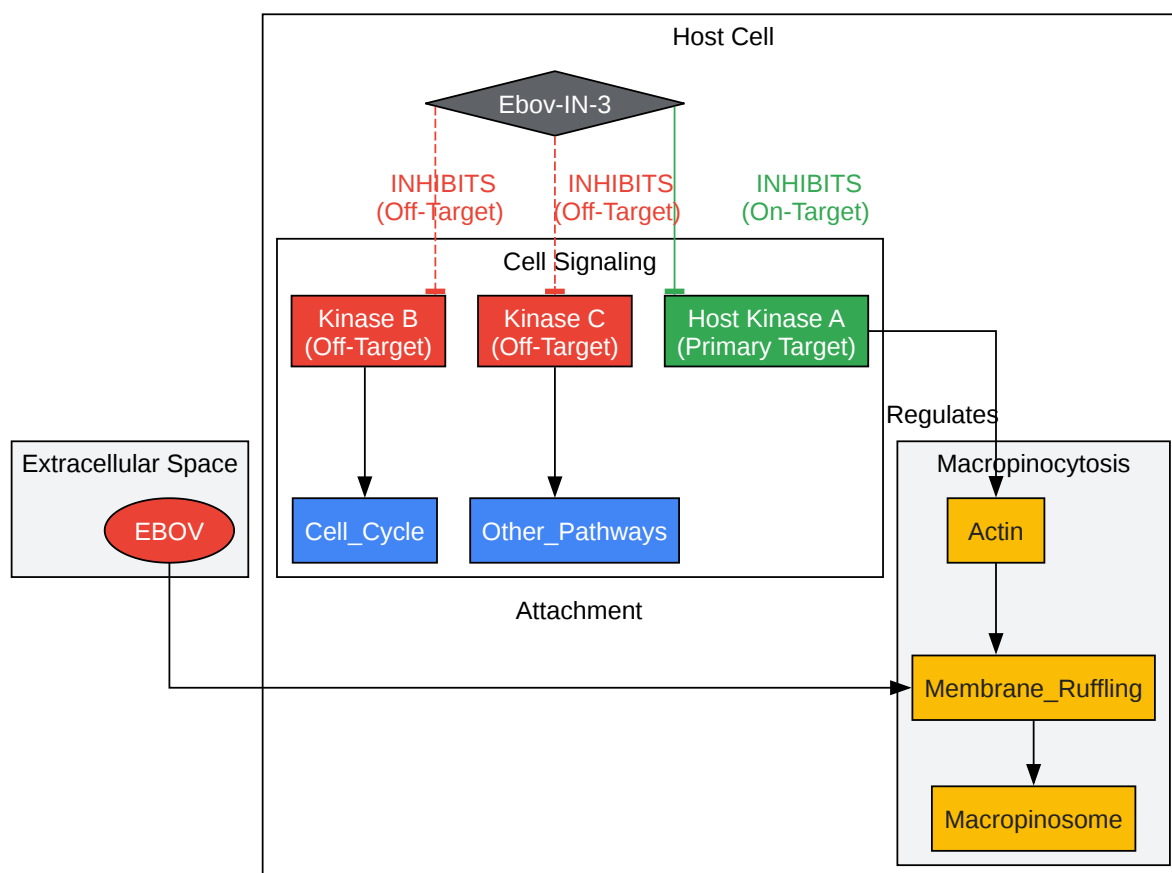 Host Cell
Ebov-IN-3
INHIBITS
(Off-Target)
INHIBITS
(Off-Target)
INHIBITS
(On-Target)
Cell Signaling
Kinase B
(Off-Target)
Kinase C
(Off-Target)
Host Kinase A
(Primary Target)
Regulates
Extracellular Space
EBOV
Cell_Cycle
Other_Pathways
Macropinocytosis
Actin
Attachment
Membrane_Ruffling
Macropinosome